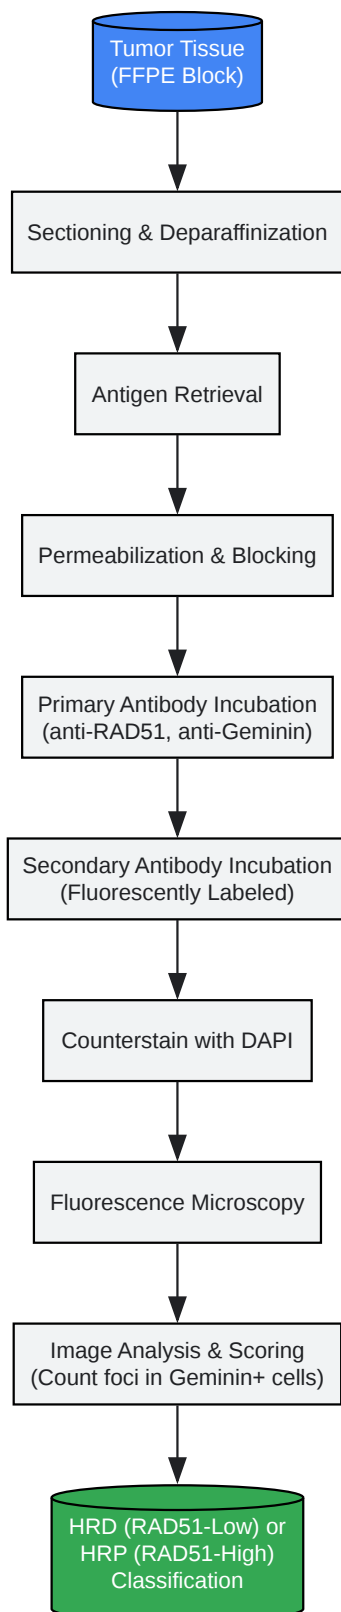 Tumor Tissue
(FFPE Block)
Sectioning & Deparaffinization
Antigen Retrieval
Permeabilization & Blocking
Primary Antibody Incubation
(anti-RAD51, anti-Geminin)
Secondary Antibody Incubation
(Fluorescently Labeled)
Counterstain with DAPI
Fluorescence Microscopy
Image Analysis & Scoring
(Count foci in Geminin+ cells)
HRD (RAD51-Low) or
HRP (RAD51-High)
Classification